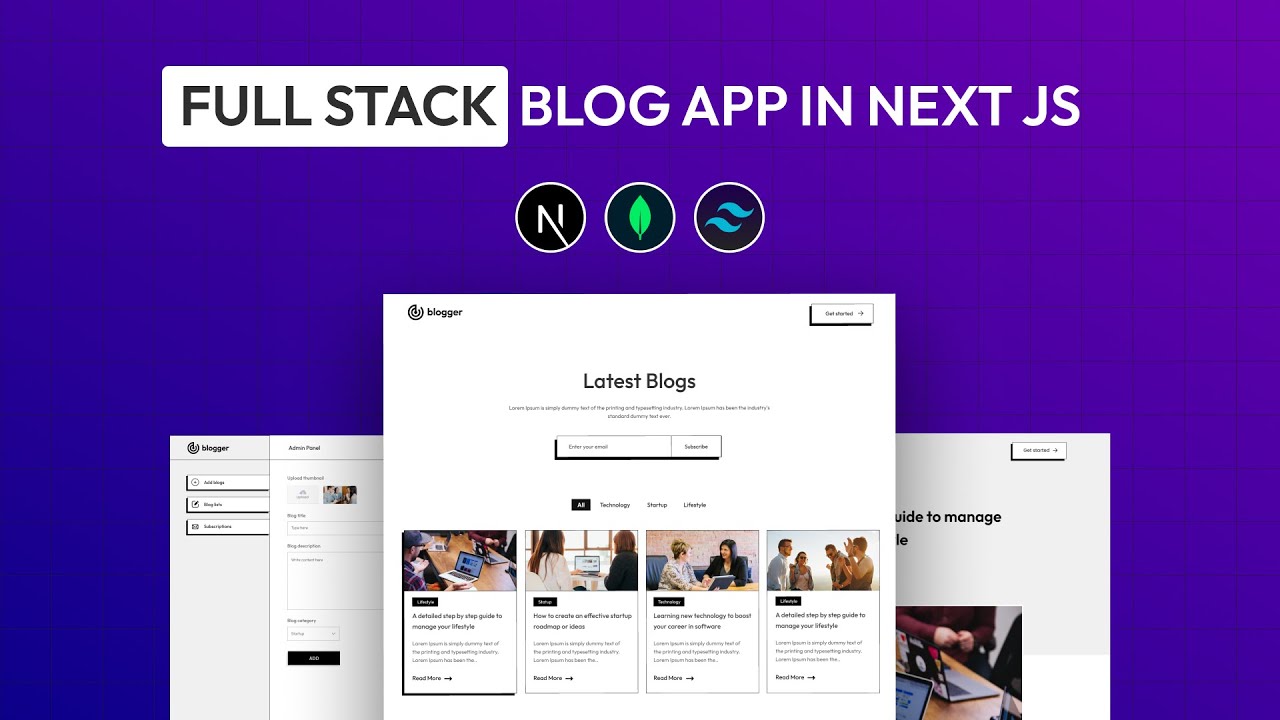 FULL STACK BLOG APP IN NEXT JS
blogger
Get started →
Latest Blogs
Lorem Ipsum is simply dummy text of the printing and typesetting industry. Lorem Ipsum has been the industry's
standard dummy text ever.
Enter your email
Subscribe
All
Technology
Startup
Lifestyle
Lifestyle
A detailed step by step guide to
manage your lifestyle
Lorem Ipsum is simply dummy text of
the printing and typesetting industry.
Lorem Ipsum has been the..
Read More →
Startup
How to create an effective startup
roadmap or ideas
Lorem Ipsum is simply dummy text of
the printing and typesetting industry.
Lorem Ipsum has been the..
Read More →
Technology
Learning new technology to boost
your career in software
Lorem Ipsum is simply dummy text of
the printing and typesetting industry.
Lorem Ipsum has been the..
Read More →
Lifestyle
A detailed step by step guide to
manage your lifestyle
Lorem Ipsum is simply dummy text of
the printing and typesetting industry.
Lorem Ipsum has been the..
Read More →
blogger
Add blogs
Blog lists
Subscriptions
Admin Panel
Upload thumbnail
Upload
Blog title
Type here
Blog description
Write content here
Blog category
Startup
ADD
Get started →
uide to manage
le